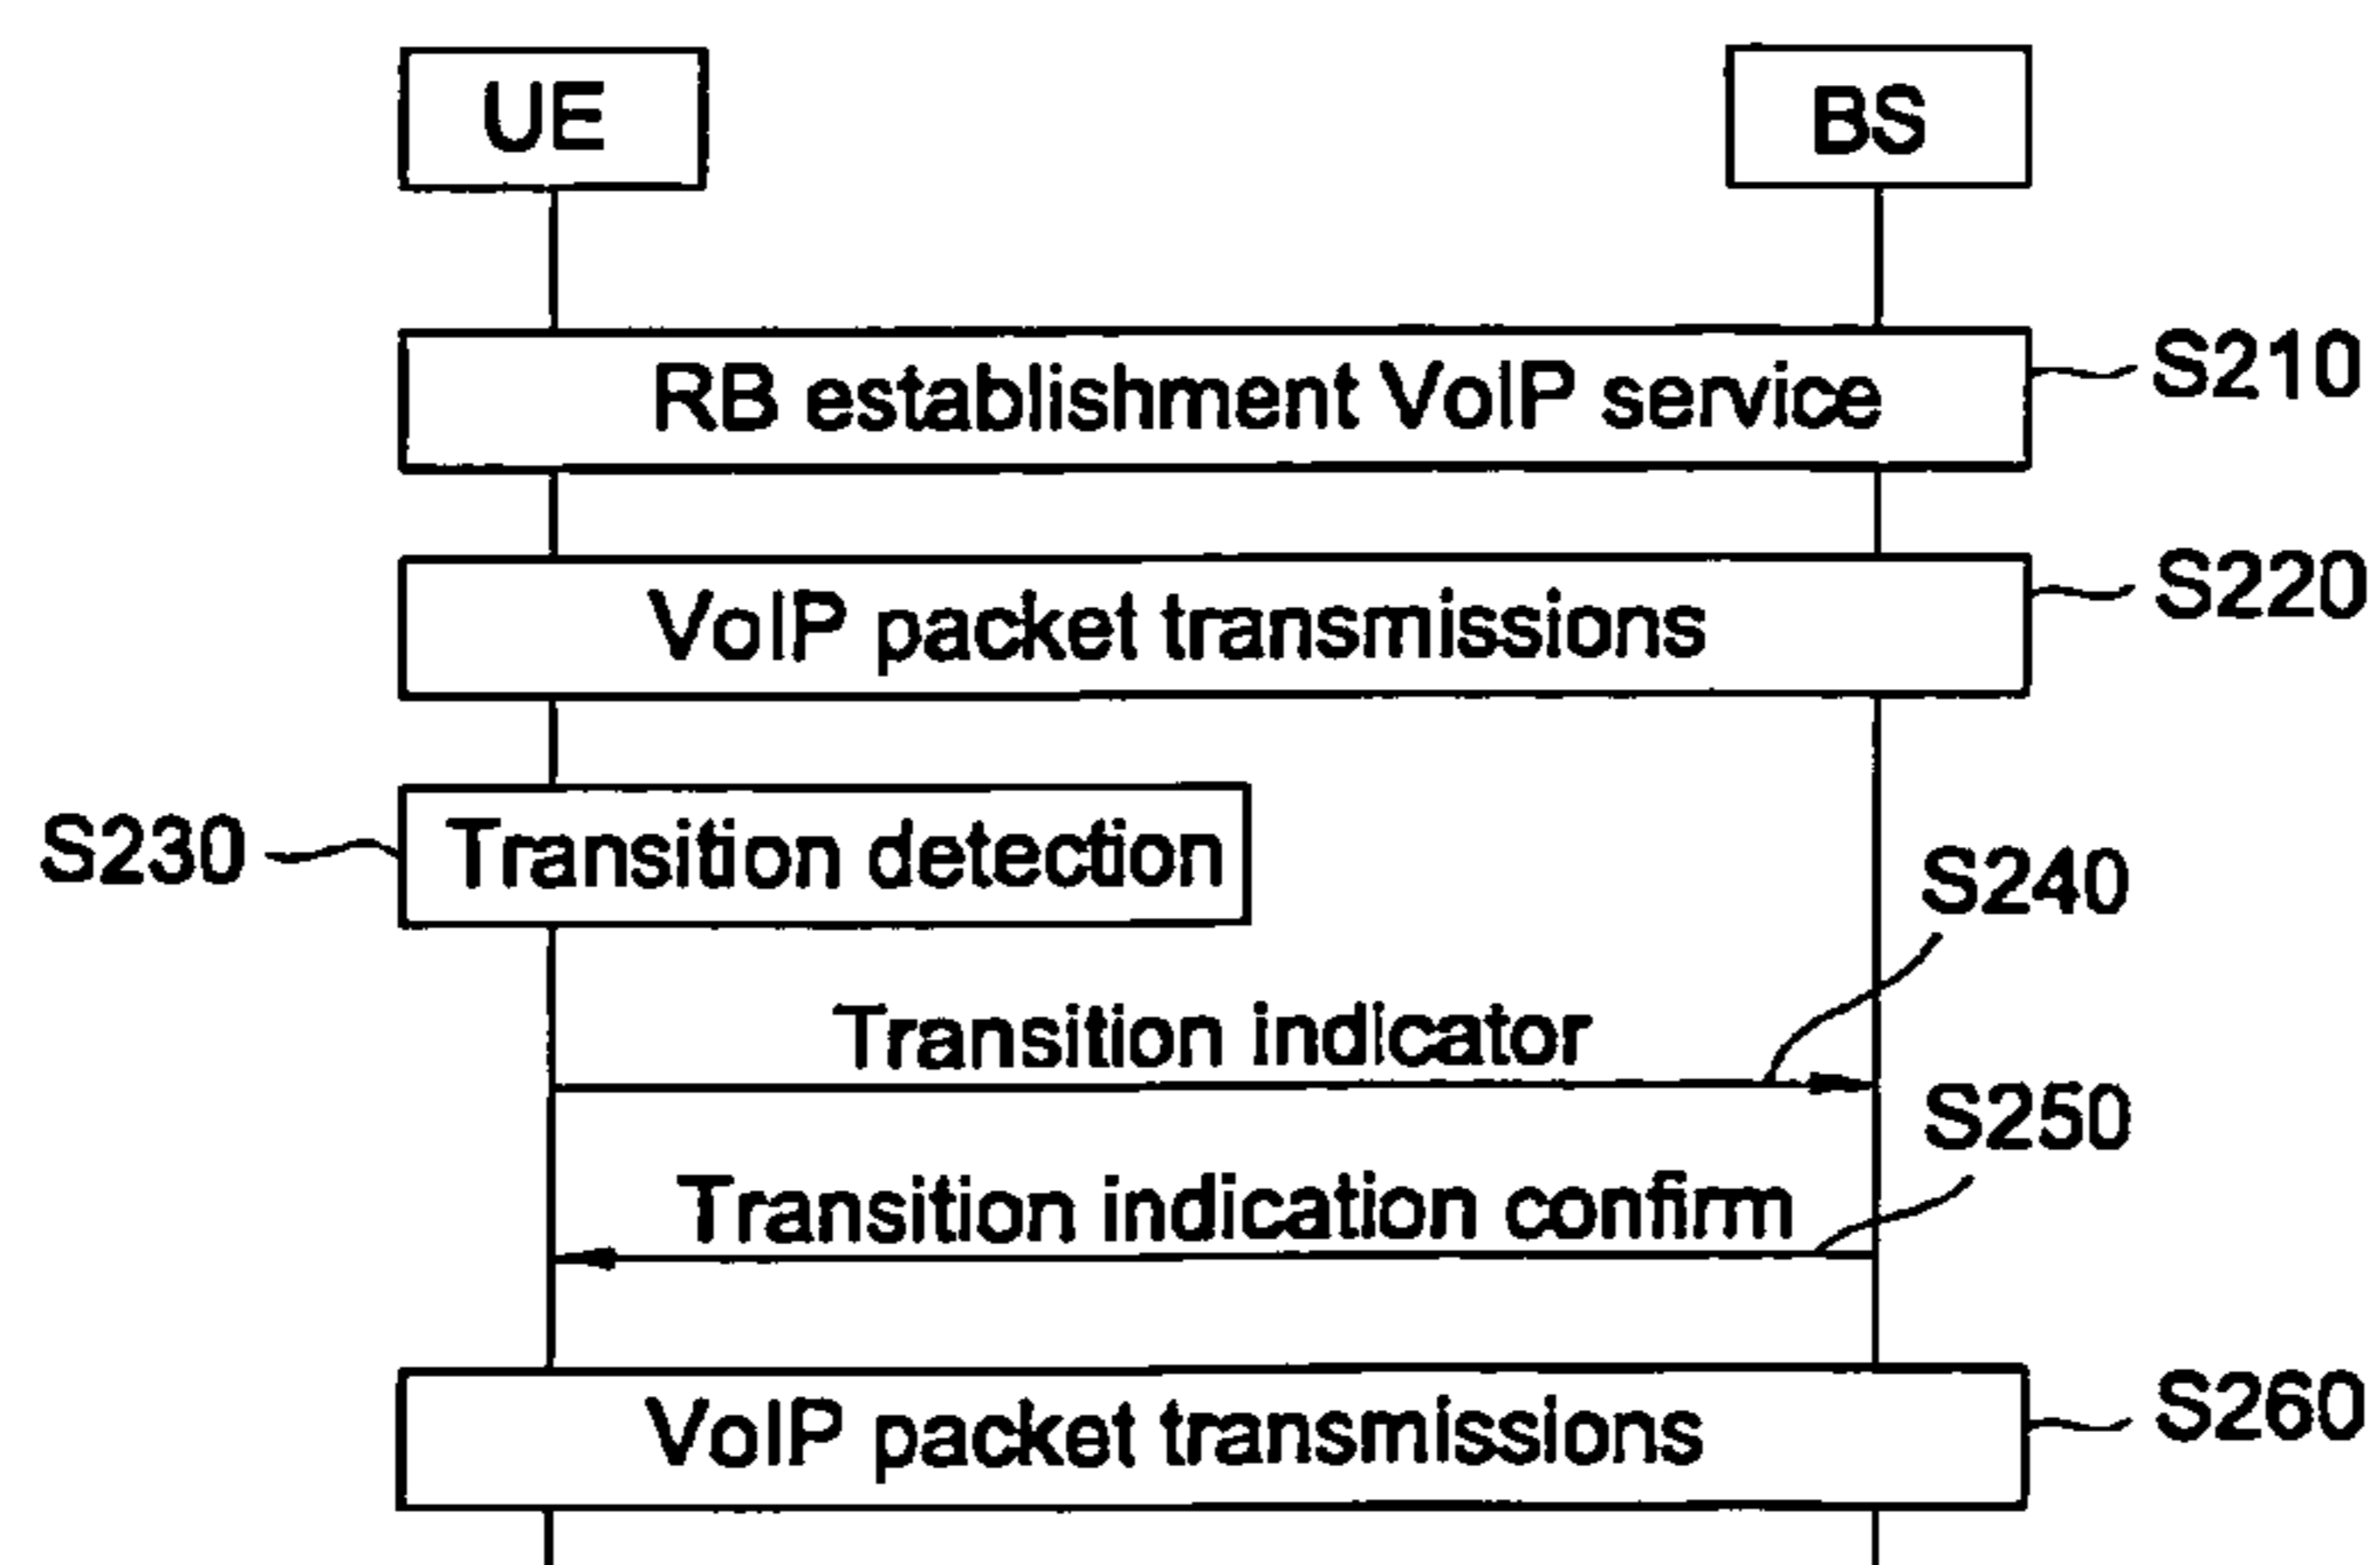 UE
BS
RB establishment VoIP service
S210
VoIP packet transmissions
S220
S230
Transition detection
S240
Transition indicator
S250
Transition indication confirm
VoIP packet transmissions
S260